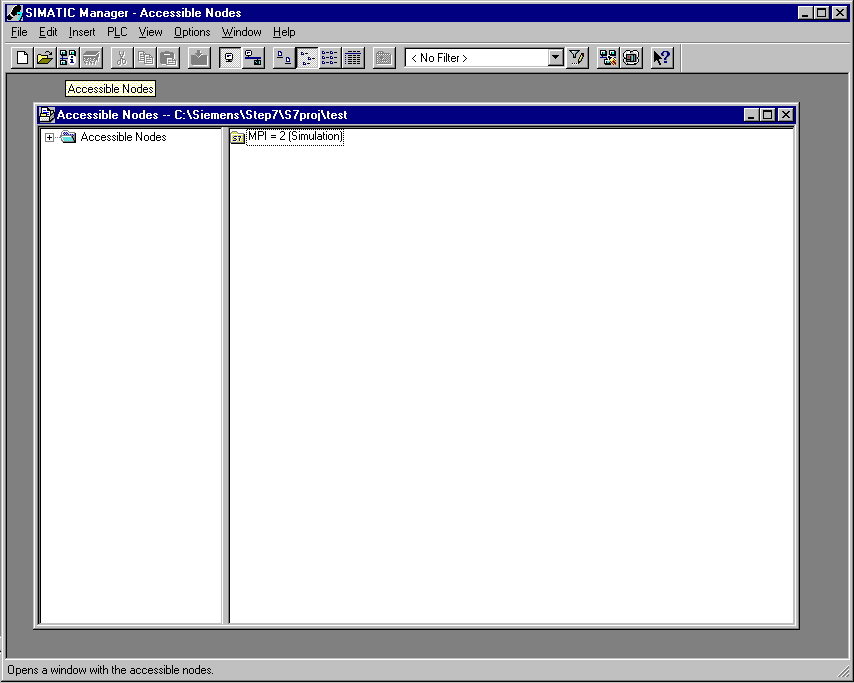 SIMATIC Manager - Accessible Nodes
File Edit Insert PLC View Options Window Help
< No Filter >
Accessible Nodes
Accessible Nodes -- C:\Siemens\Step7\S7proj\test
Accessible Nodes
S7 MPI = 2 (Simulation)
Opens a window with the accessible nodes.